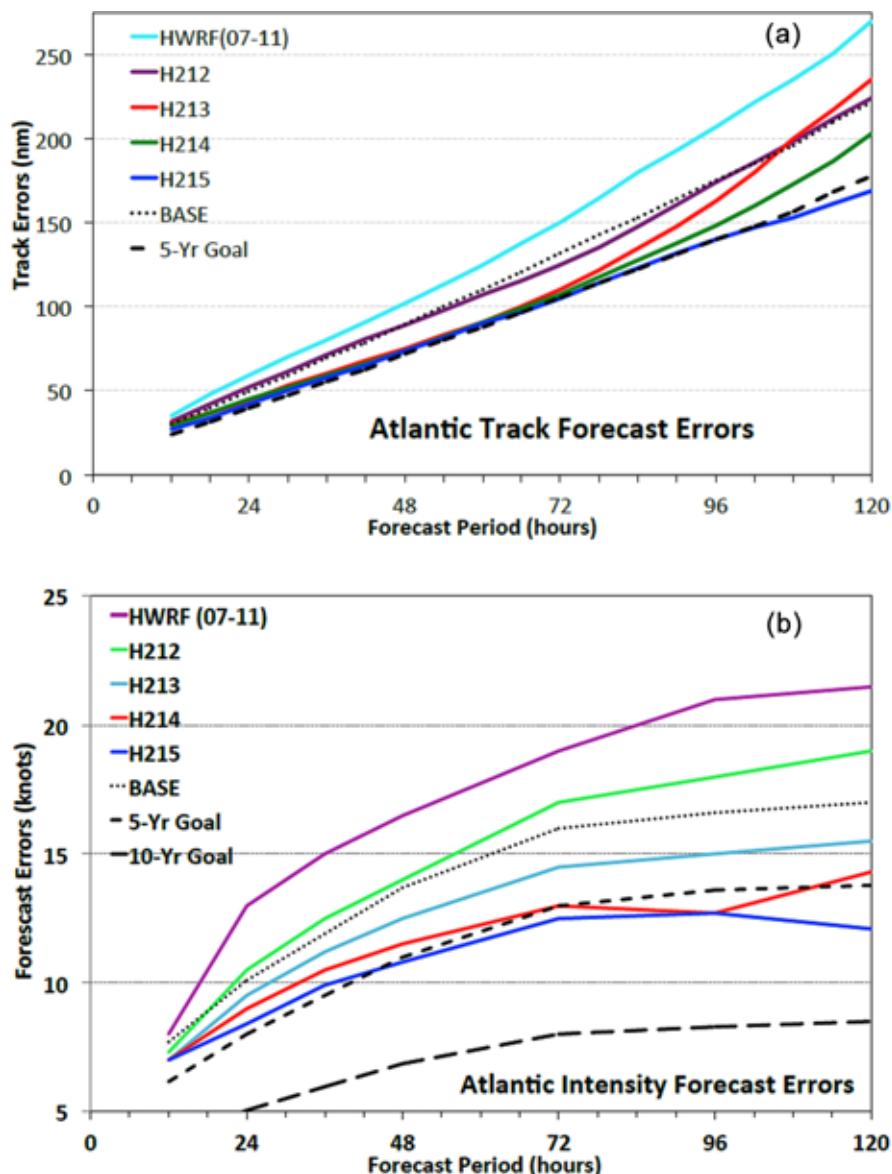 (a)
HWRF(07-11)
H212
H213
H214
H215
BASE
5-Yr Goal
250
200
150
100
50
0
Track Errors (nm)
Atlantic Track Forecast Errors
0 24 48 72 96 120
Forecast Period (hours)
(b)
HWRF (07-11)
H212
H213
H214
H215
BASE
5-Yr Goal
10-Yr Goal
25
20
15
10
5
Forescast Errors (knots)
Atlantic Intensity Forecast Errors
0 24 48 72 96 120
Forecast Period (hours)